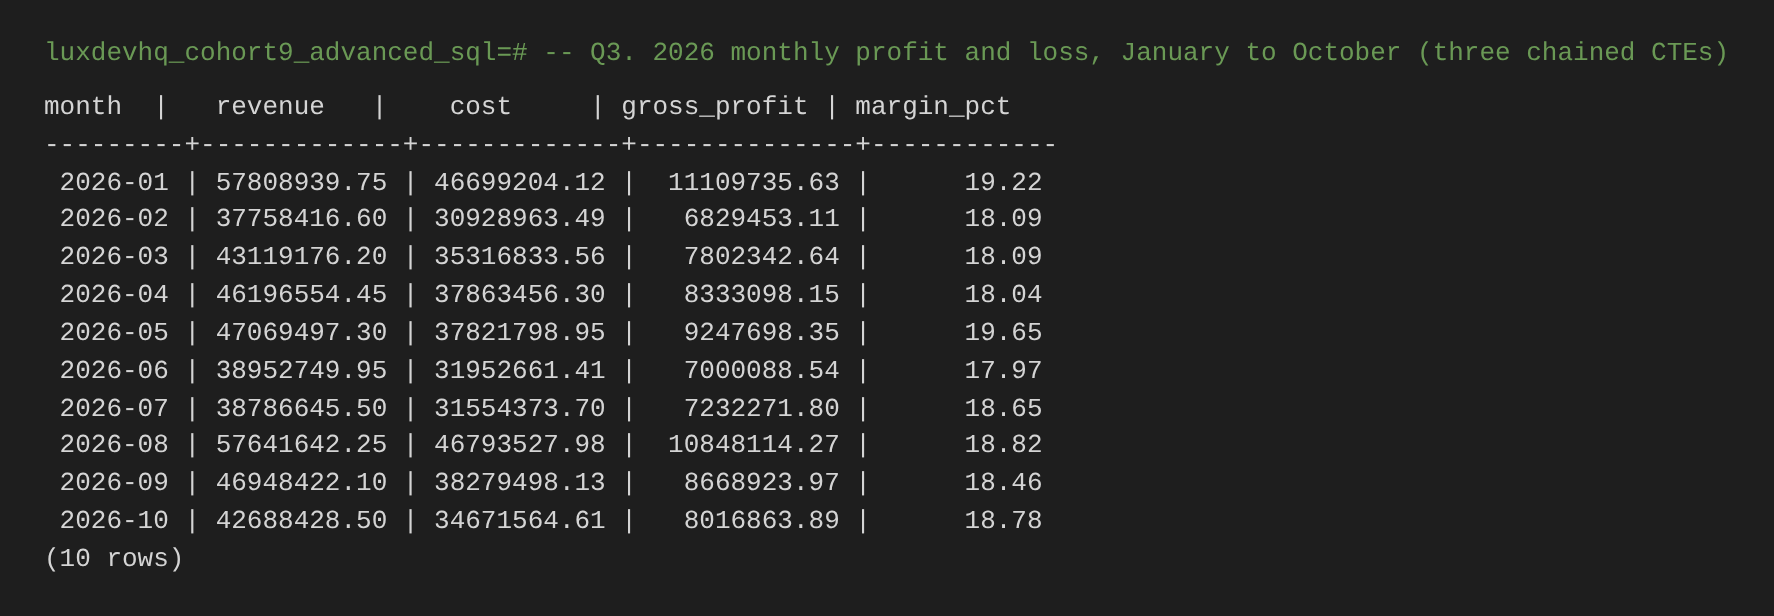 luxdevhq_cohort9_advanced_sql=# -- Q3. 2026 monthly profit and loss, January to October (three chained CTEs)
month  |   revenue   |    cost     | gross_profit | margin_pct
---------+-------------+-------------+--------------+------------
 2026-01 | 57808939.75 | 46699204.12 |  11109735.63 |      19.22
 2026-02 | 37758416.60 | 30928963.49 |   6829453.11 |      18.09
 2026-03 | 43119176.20 | 35316833.56 |   7802342.64 |      18.09
 2026-04 | 46196554.45 | 37863456.30 |   8333098.15 |      18.04
 2026-05 | 47069497.30 | 37821798.95 |   9247698.35 |      19.65
 2026-06 | 38952749.95 | 31952661.41 |   7000088.54 |      17.97
 2026-07 | 38786645.50 | 31554373.70 |   7232271.80 |      18.65
 2026-08 | 57641642.25 | 46793527.98 |  10848114.27 |      18.82
 2026-09 | 46948422.10 | 38279498.13 |   8668923.97 |      18.46
 2026-10 | 42688428.50 | 34671564.61 |   8016863.89 |      18.78
(10 rows)